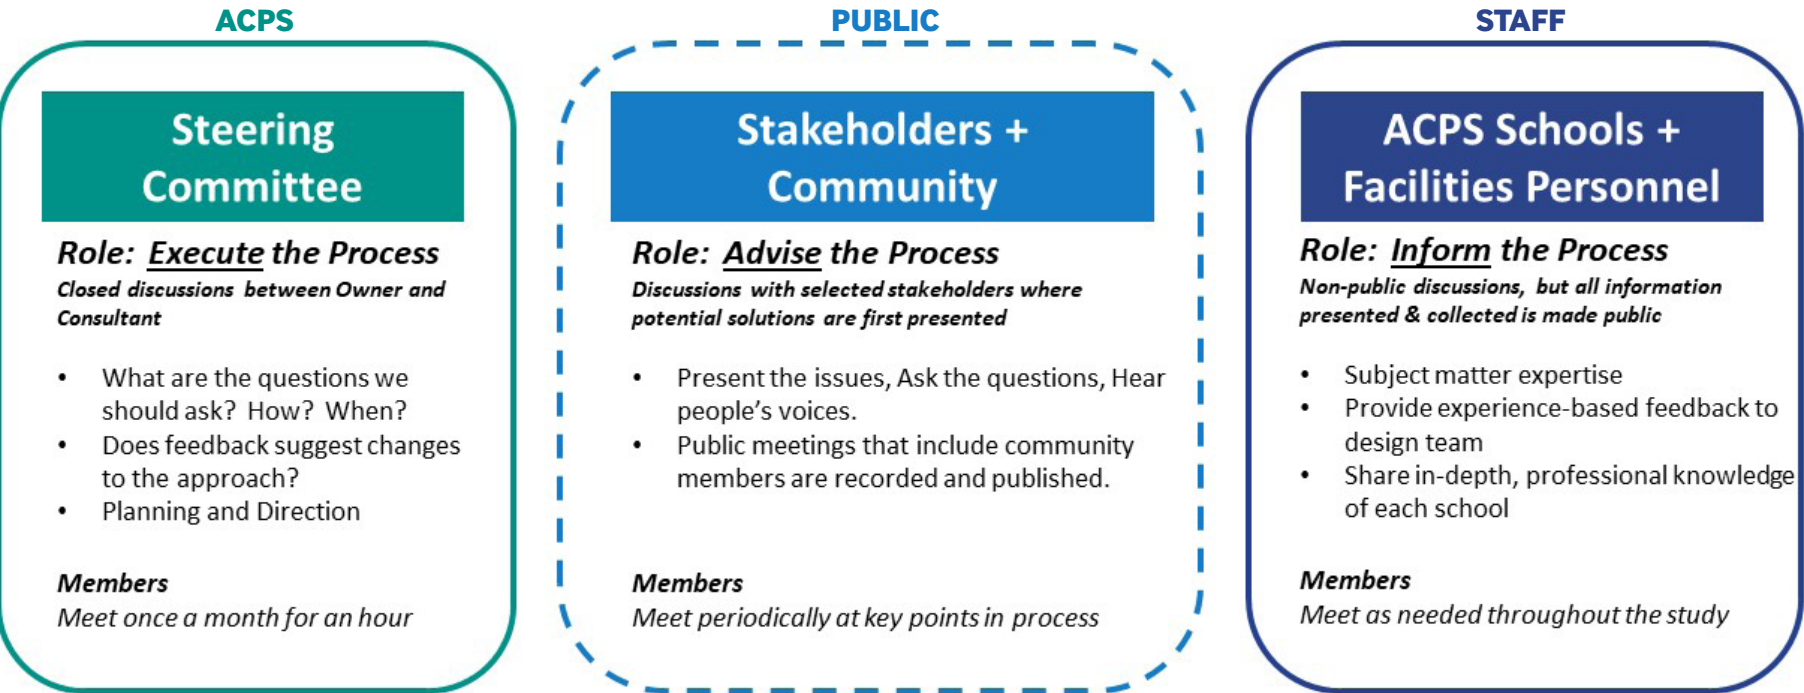 ACPS
Steering
Committee
Role: Execute the Process
Closed discussions between Owner and
Consultant
• What are the questions we
should ask? How? When?
• Does feedback suggest changes
to the approach?
• Planning and Direction
Members
Meet once a month for an hour
PUBLIC
Stakeholders +
Community
Role: Advise the Process
Discussions with selected stakeholders where
potential solutions are first presented
• Present the issues, Ask the questions, Hear
people’s voices.
• Public meetings that include community
members are recorded and published.
Members
Meet periodically at key points in process
STAFF
ACPS Schools +
Facilities Personnel
Role: Inform the Process
Non-public discussions, but all information
presented & collected is made public
• Subject matter expertise
• Provide experience-based feedback to
design team
• Share in-depth, professional knowledge
of each school
Members
Meet as needed throughout the study